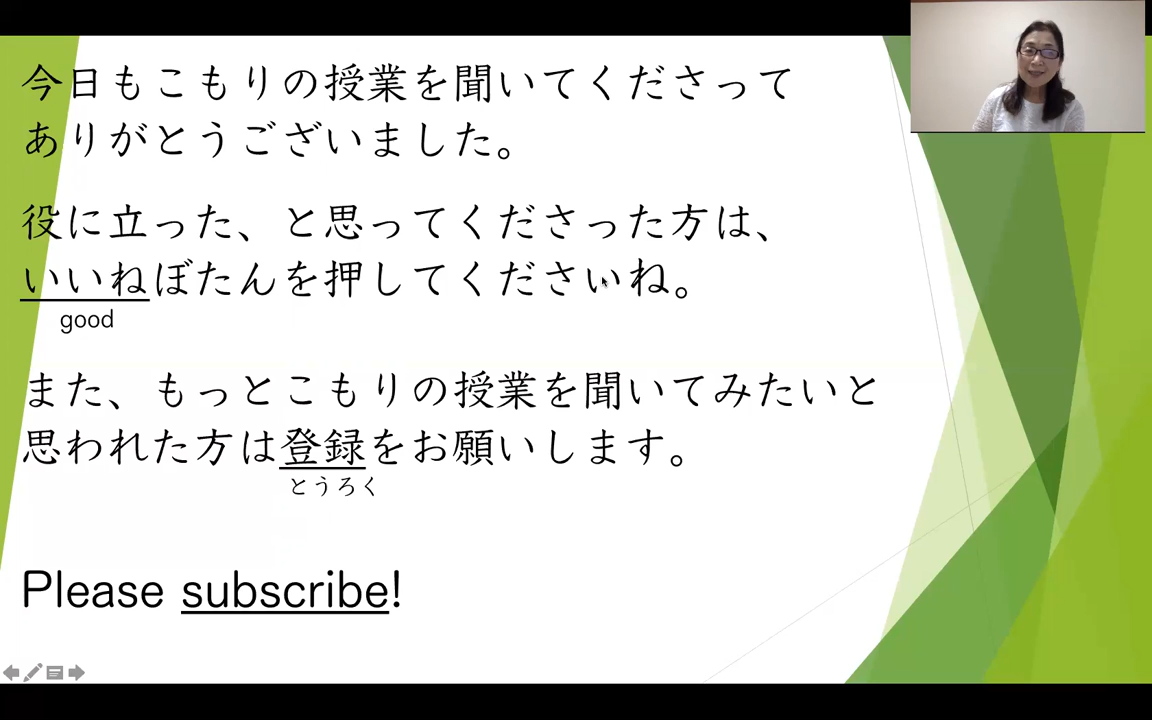 今日もこもりの授業を聞いてくださって
ありがとうございました。
役に立った、と思ってくださった方は、
いいねぼたんを押してくださいね。
good
また、もっとこもりの授業を聞いてみたいと
思われた方は登録をお願いします。
とうろく
Please subscribe!